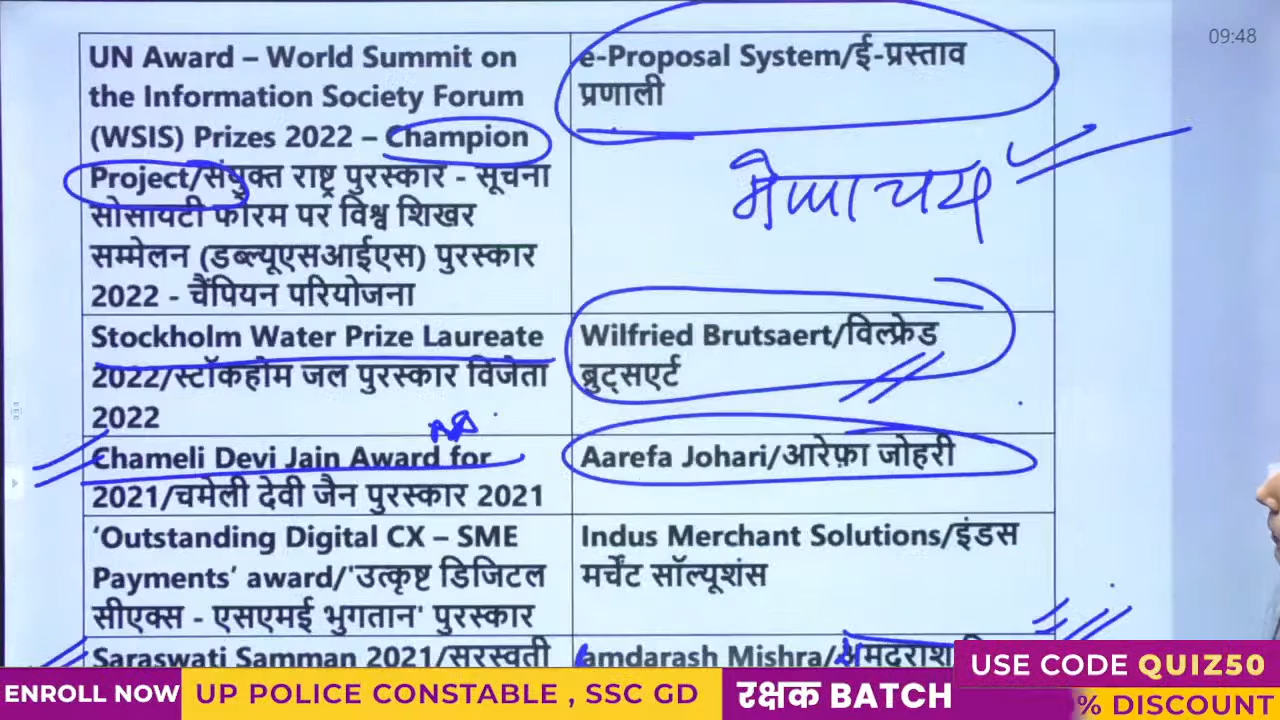 09:48
UN Award – World Summit on
the Information Society Forum
(WSIS) Prizes 2022 – Champion
Project/संयुक्त राष्ट्र पुरस्कार - सूचना
सोसायटी फोरम पर विश्व शिखर
सम्मेलन (डब्ल्यूएसआईएस) पुरस्कार
2022 - चैंपियन परियोजना
e-Proposal System/ई-प्रस्ताव
प्रणाली
Stockholm Water Prize Laureate
2022/स्टॉकहोम जल पुरस्कार विजेता
2022
Wilfried Brutsaert/विल्फ्रेड
ब्रुट्सएर्ट
Chameli Devi Jain Award for
2021/चमेली देवी जैन पुरस्कार 2021
Aarefa Johari/आरेफ़ा जोहरी
‘Outstanding Digital CX – SME
Payments’ award/'उत्कृष्ट डिजिटल
सीएक्स - एसएमई भुगतान' पुरस्कार
Indus Merchant Solutions/इंडस
मर्चेंट सॉल्यूशंस
Saraswati Samman 2021/सरस्वती
Mishra/
ENROLL NOW
UP POLICE CONSTABLE , SSC GD
रक्षक BATCH
USE CODE QUIZ50
% DISCOUNT